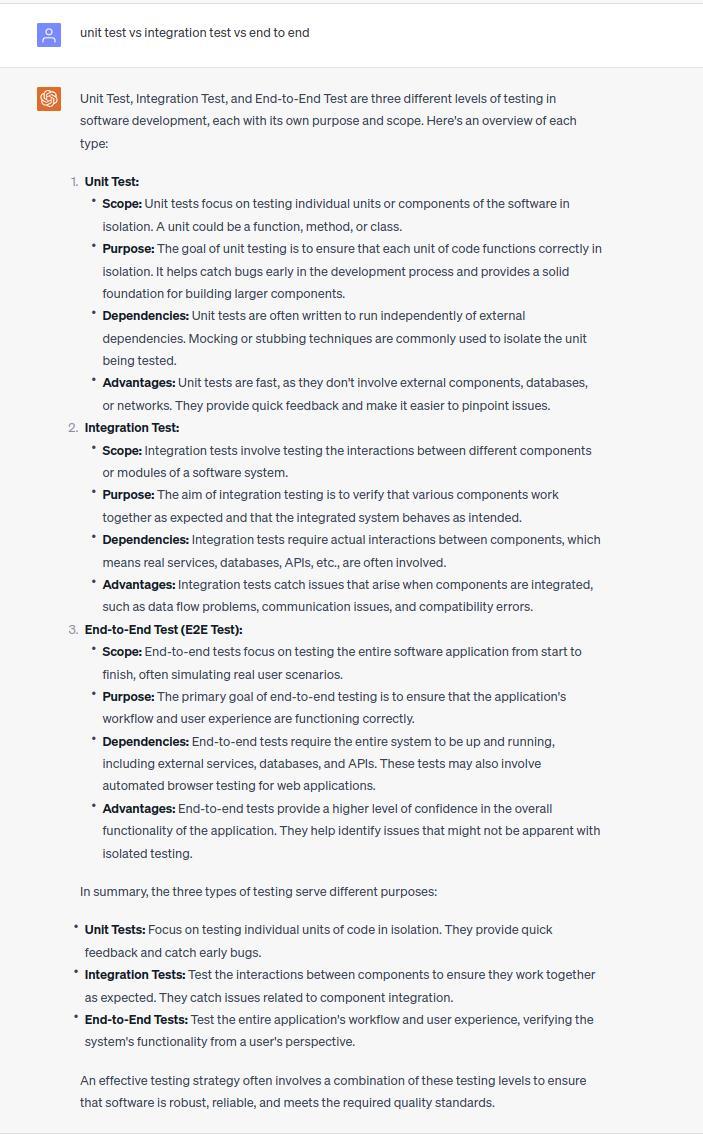 unit test vs integration test vs end to end
Unit Test, Integration Test, and End-to-End Test are three different levels of testing in
software development, each with its own purpose and scope. Here's an overview of each
type:
1. Unit Test:
• Scope: Unit tests focus on testing individual units or components of the software in
isolation. A unit could be a function, method, or class.
• Purpose: The goal of unit testing is to ensure that each unit of code functions correctly in
isolation. It helps catch bugs early in the development process and provides a solid
foundation for building larger components.
• Dependencies: Unit tests are often written to run independently of external
dependencies. Mocking or stubbing techniques are commonly used to isolate the unit
being tested.
• Advantages: Unit tests are fast, as they don't involve external components, databases,
or networks. They provide quick feedback and make it easier to pinpoint issues.
2. Integration Test:
• Scope: Integration tests involve testing the interactions between different components
or modules of a software system.
• Purpose: The aim of integration testing is to verify that various components work
together as expected and that the integrated system behaves as intended.
• Dependencies: Integration tests require actual interactions between components, which
means real services, databases, APIs, etc., are often involved.
• Advantages: Integration tests catch issues that arise when components are integrated,
such as data flow problems, communication issues, and compatibility errors.
3. End-to-End Test (E2E Test):
• Scope: End-to-end tests focus on testing the entire software application from start to
finish, often simulating real user scenarios.
• Purpose: The primary goal of end-to-end testing is to ensure that the application's
workflow and user experience are functioning correctly.
• Dependencies: End-to-end tests require the entire system to be up and running,
including external services, databases, and APIs. These tests may also involve
automated browser testing for web applications.
• Advantages: End-to-end tests provide a higher level of confidence in the overall
functionality of the application. They help identify issues that might not be apparent with
isolated testing.
In summary, the three types of testing serve different purposes:
• Unit Tests: Focus on testing individual units of code in isolation. They provide quick
feedback and catch early bugs.
• Integration Tests: Test the interactions between components to ensure they work together
as expected. They catch issues related to component integration.
• End-to-End Tests: Test the entire application's workflow and user experience, verifying the
system's functionality from a user's perspective.
An effective testing strategy often involves a combination of these testing levels to ensure
that software is robust, reliable, and meets the required quality standards.